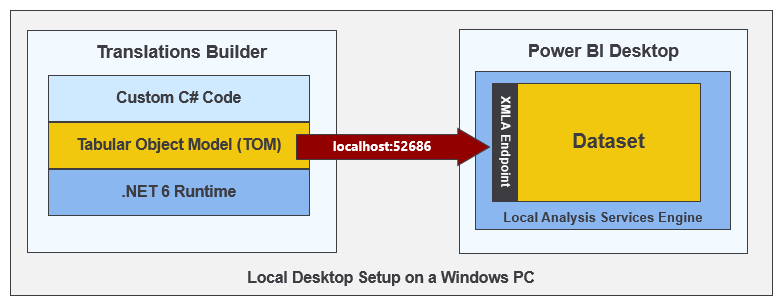 Translations Builder
Custom C# Code
Tabular Object Model (TOM)
.NET 6 Runtime
localhost:52686
Power BI Desktop
XMLA Endpoint
Dataset
Local Analysis Services Engine
Local Desktop Setup on a Windows PC